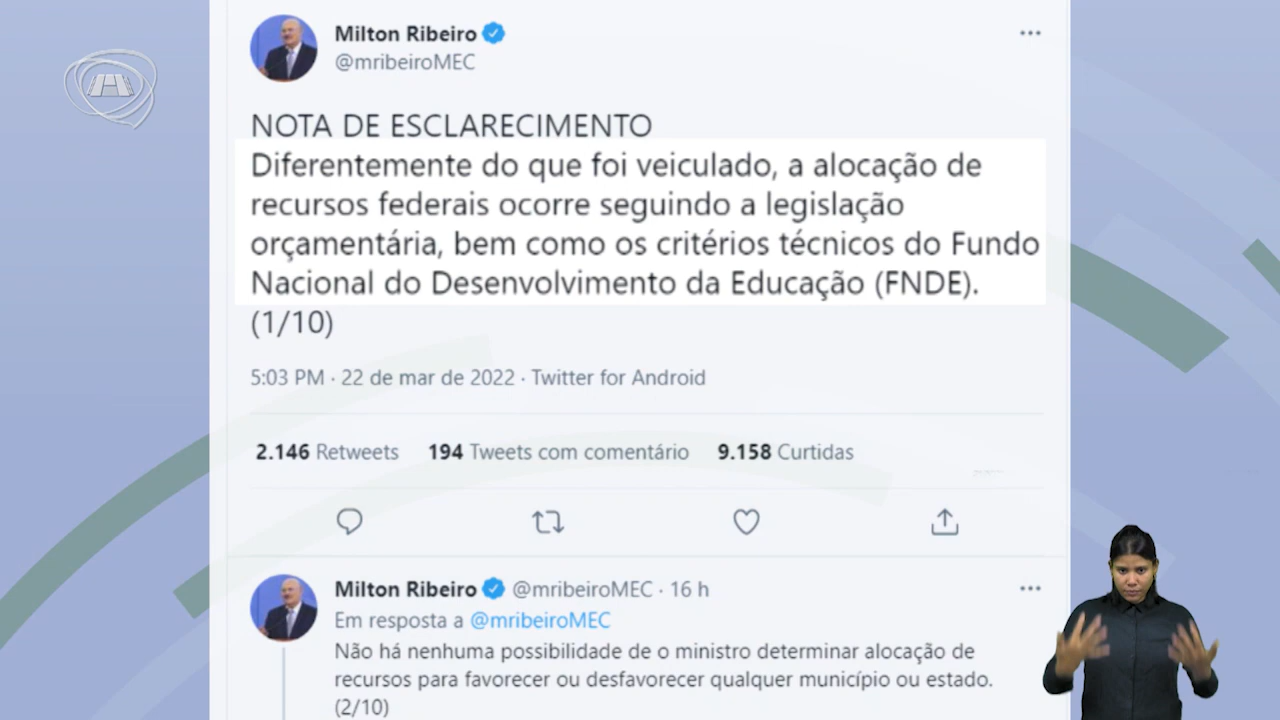 Milton Ribeiro
@mribeiroMEC
NOTA DE ESCLARECIMENTO
Diferentemente do que foi veiculado, a alocação de
recursos federais ocorre seguindo a legislação
orçamentária, bem como os critérios técnicos do Fundo
Nacional do Desenvolvimento da Educação (FNDE).
(1/10)
5:03 PM · 22 de mar de 2022 · Twitter for Android
2.146 Retweets 194 Tweets com comentário 9.158 Curtidas
Milton Ribeiro @mribeiroMEC · 16 h
Em resposta a @mribeiroMEC
Não há nenhuma possibilidade de o ministro determinar alocação de
recursos para favorecer ou desfavorecer qualquer município ou estado.
(2/10)